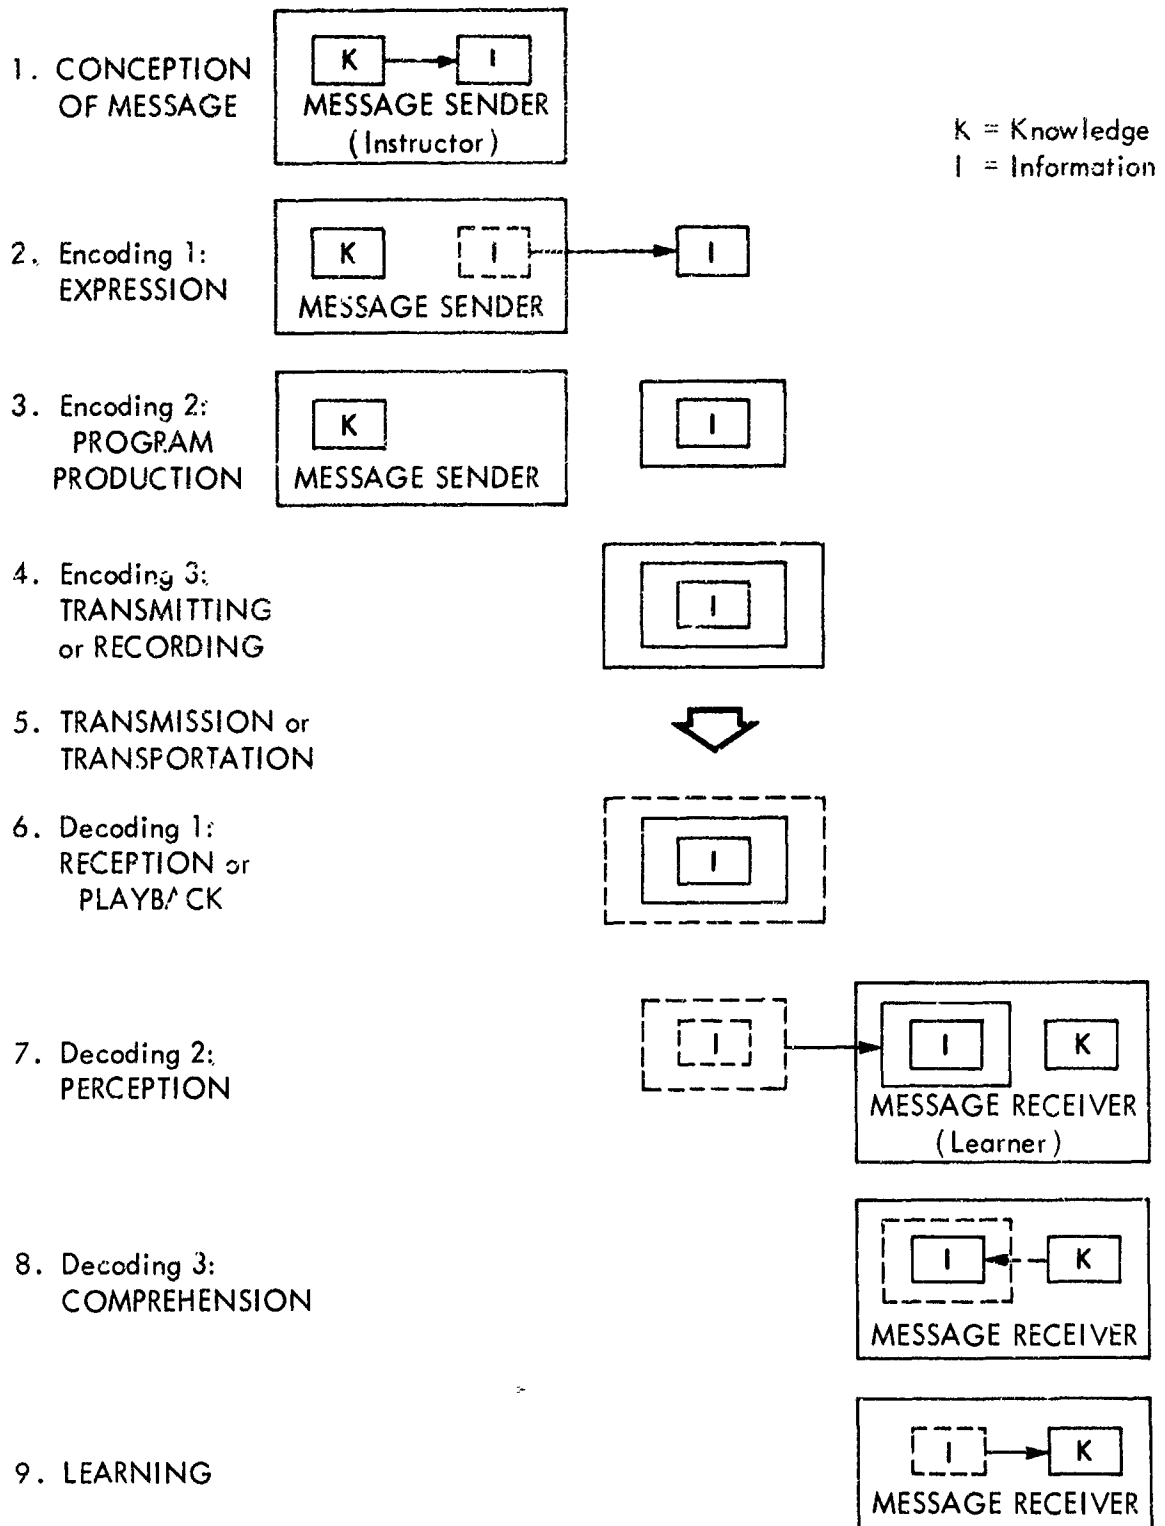 1. CONCEPTION
OF MESSAGE
K I
MESSAGE SENDER
(Instructor)
K = Knowledge
I = Information
2. Encoding 1:
EXPRESSION
K I I
MESSAGE SENDER
3. Encoding 2:
PROGRAM
PRODUCTION
K
MESSAGE SENDER
I
4. Encoding 3:
TRANSMITTING
or RECORDING
I
5. TRANSMISSION or
TRANSPORTATION
6. Decoding 1:
RECEPTION or
PLAYBACK
I
7. Decoding 2:
PERCEPTION
I I K
MESSAGE RECEIVER
(Learner)
8. Decoding 3:
COMPREHENSION
I K
MESSAGE RECEIVER
9. LEARNING
I K
MESSAGE RECEIVER